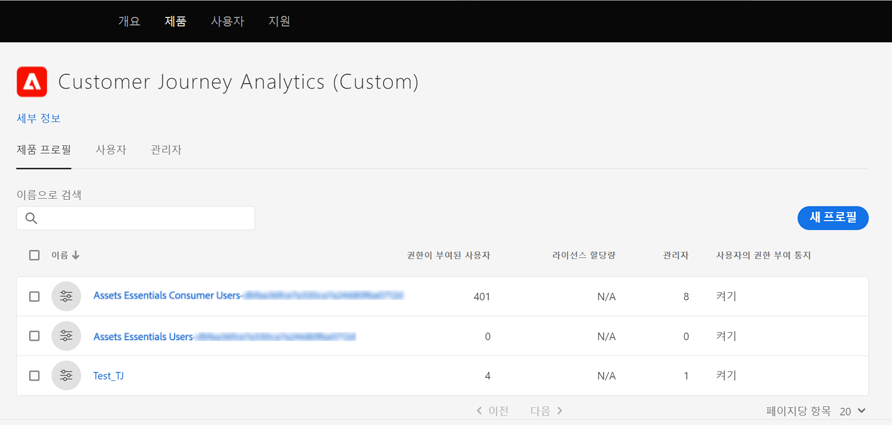 개요 제품 사용자 지원
Customer Journey Analytics (Custom)
세부 정보
제품 프로필 사용자 관리자
이름으로 검색
새 프로필
이름 권한이 부여된 사용자 라이선스 할당량 관리자 사용자의 권한 부여 통지
Assets Essentials Consumer Users- 401 N/A 8 켜기
Assets Essentials Users- 0 N/A 0 켜기
Test_TJ 4 N/A 1 켜기
이전 다음 페이지당 항목 20